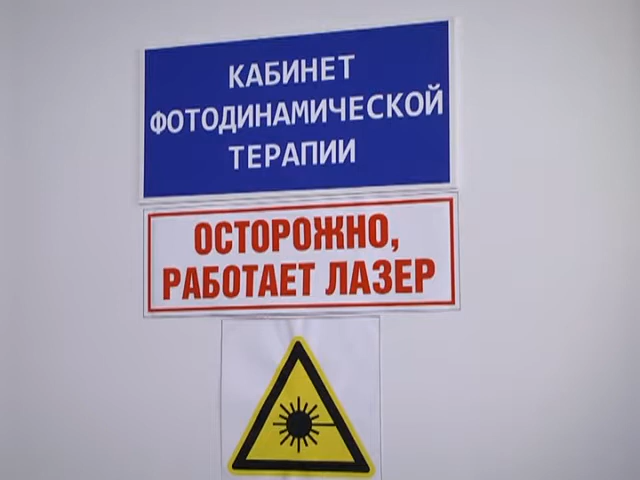 КАБИНЕТ
ФОТОДИНАМИЧЕСКОЙ
ТЕРАПИИ
ОСТОРОЖНО,
РАБОТАЕТ ЛАЗЕР